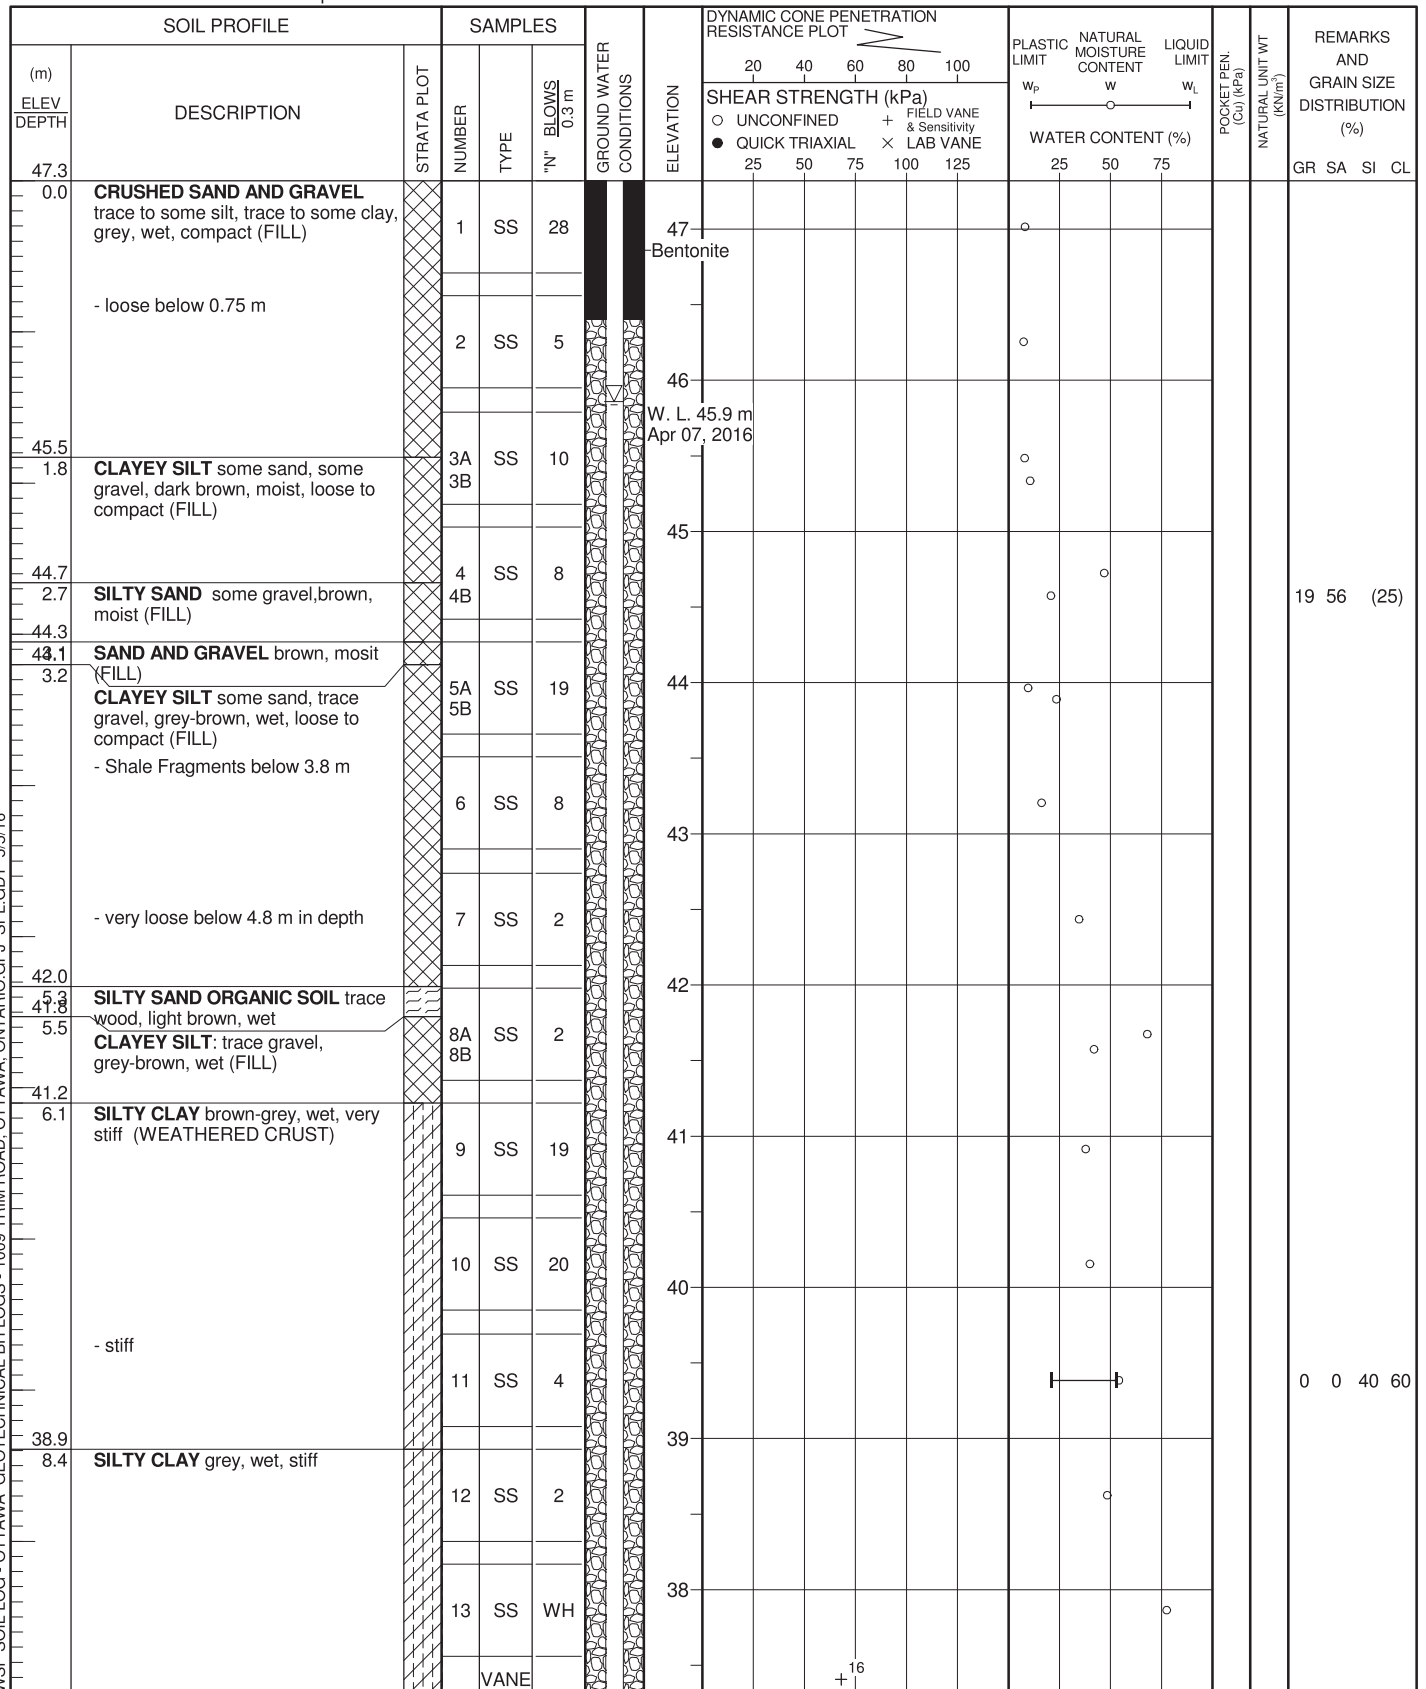 SOIL PROFILE
SAMPLES
(m)
ELEV
DEPTH
DESCRIPTION
STRATA PLOT
NUMBER
TYPE
"N" BLOWS
0.3 m
GROUND WATER
CONDITIONS
ELEVATION
DYNAMIC CONE PENETRATION
RESISTANCE PLOT
20 40 60 80 100
SHEAR STRENGTH (kPa)
○ UNCONFINED + FIELD VANE
& Sensitivity
● QUICK TRIAXIAL × LAB VANE
25 50 75 100 125
PLASTIC
LIMIT
NATURAL
MOISTURE
CONTENT
LIQUID
LIMIT
WP w WL
WATER CONTENT (%)
25 50 75
POCKET PEN.
(Cu) (kPa)
NATURAL UNIT WT
(KN/m³)
REMARKS
AND
GRAIN SIZE
DISTRIBUTION
(%)
GR SA SI CL
47.3
0.0 CRUSHED SAND AND GRAVEL
trace to some silt, trace to some clay,
grey, wet, compact (FILL)
1 SS 28
47
Bentonite
- loose below 0.75 m
2 SS 5
46
W. L. 45.9 m
Apr 07, 2016
45.5
1.8 CLAYEY SILT some sand, some
gravel, dark brown, moist, loose to
compact (FILL)
3A SS 10
3B
45
44.7
2.7 SILTY SAND some gravel,brown,
moist (FILL)
4 SS 8
4B
19 56 (25)
44.3
3.1
44.1
SAND AND GRAVEL brown, mosit
(FILL)
3.2
CLAYEY SILT some sand, trace
gravel, grey-brown, wet, loose to
compact (FILL)
5A SS 19
5B
44
- Shale Fragments below 3.8 m
6 SS 8
43
- very loose below 4.8 m in depth
7 SS 2
42.0
42
5.3 SILTY SAND ORGANIC SOIL trace
41.8
wood, light brown, wet
5.5
CLAYEY SILT: trace gravel,
grey-brown, wet (FILL)
8A SS 2
8B
41.2
6.1 SILTY CLAY brown-grey, wet, very
stiff (WEATHERED CRUST)
9 SS 19
41
10 SS 20
40
- stiff
11 SS 4
0 0 40 60
38.9
39
8.4 SILTY CLAY grey, wet, stiff
12 SS 2
38
13 SS WH
VANE
16